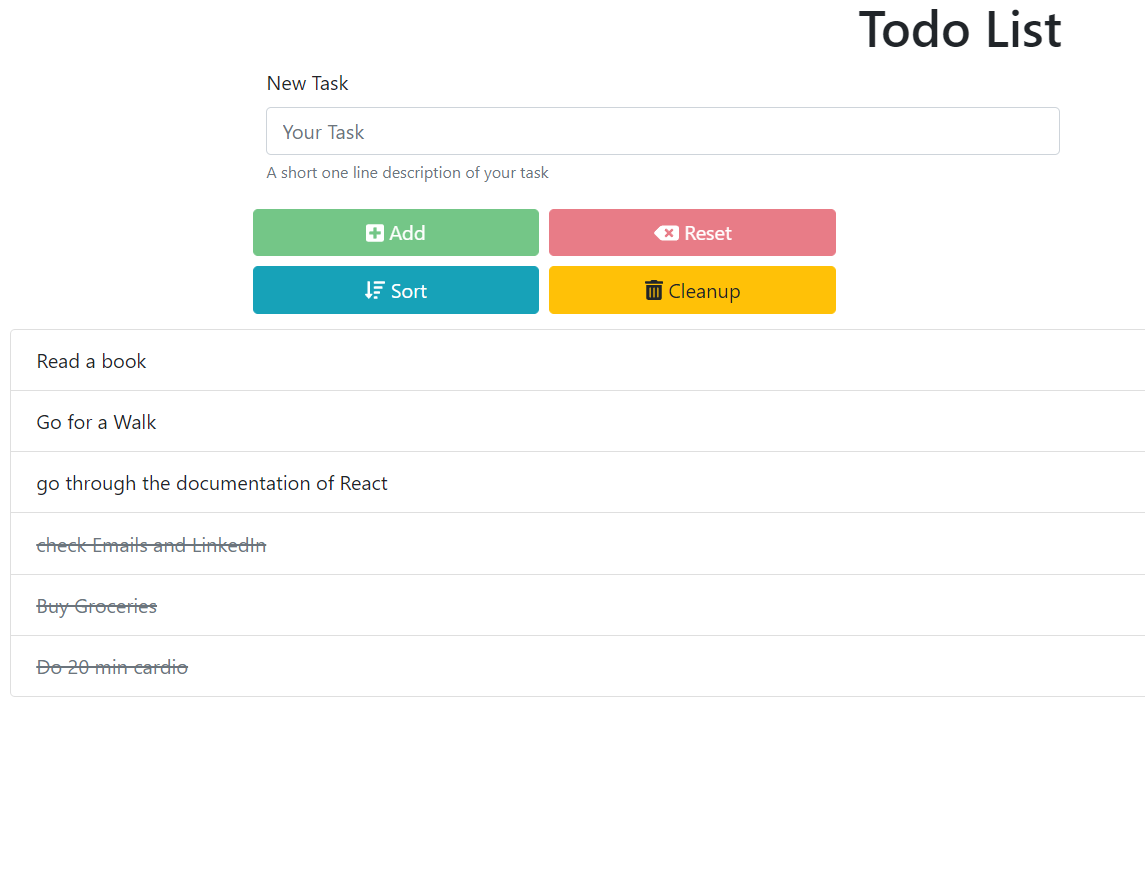 Todo List
New Task
Your Task
A short one line description of your task
Add
Reset
Sort
Cleanup
Read a book
Go for a Walk
go through the documentation of React
check Emails and LinkedIn
Buy Groceries
Do 20 min cardio